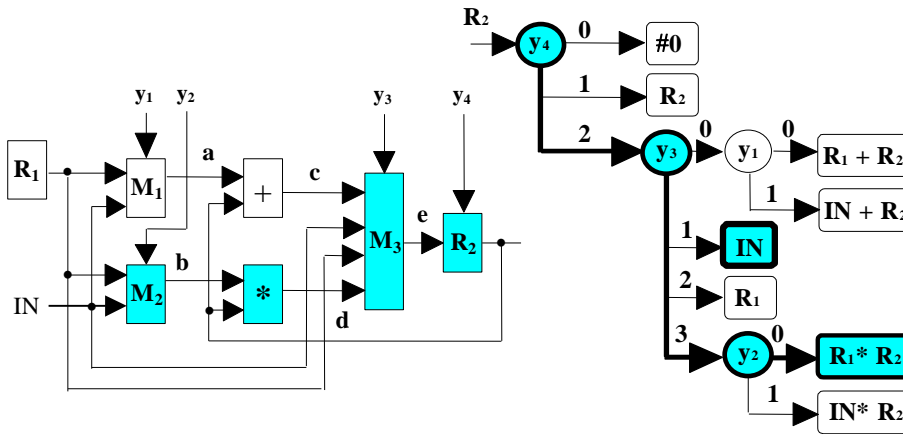 y1 y2 y3 y4
R1
M1
a
+
c
M3
e
R2
IN
M2
b
*
d
R2
y4
0
#0
1
R2
2
y3
0
y1
0
R1 + R2
1
IN + R2
1
IN
2
R1
3
y2
0
R1* R2
1
IN* R2